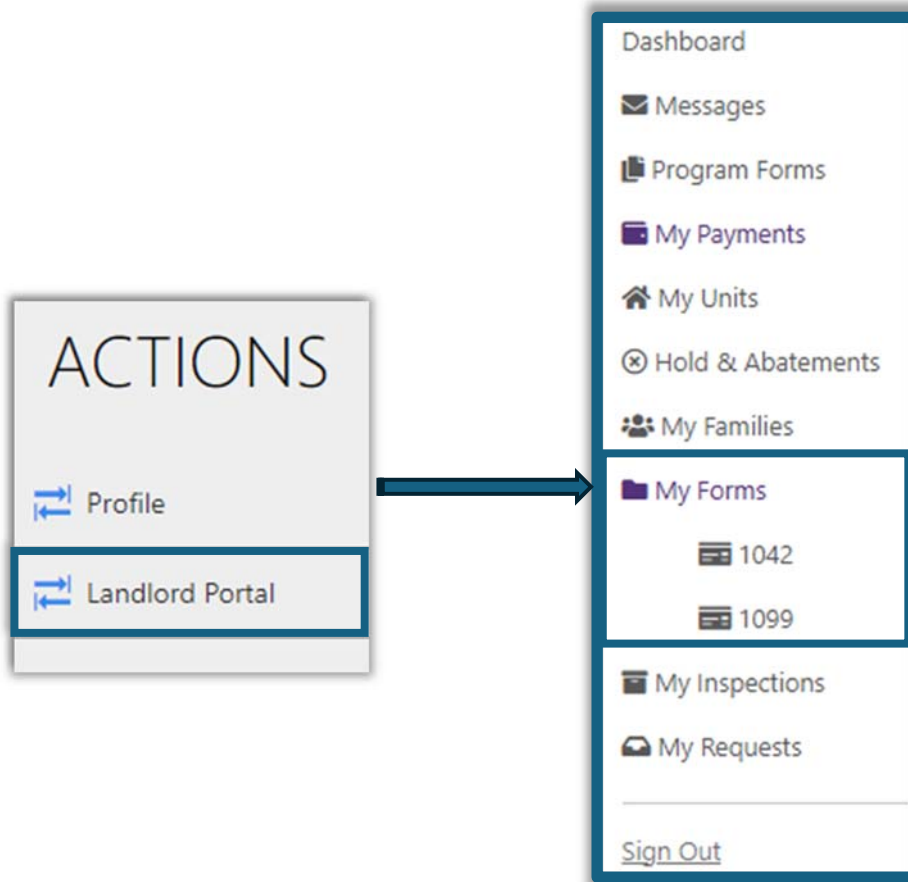 ACTIONS
Profile
Landlord Portal
Dashboard
Messages
Program Forms
My Payments
My Units
Hold & Abatements
My Families
My Forms
1042
1099
My Inspections
My Requests
Sign Out